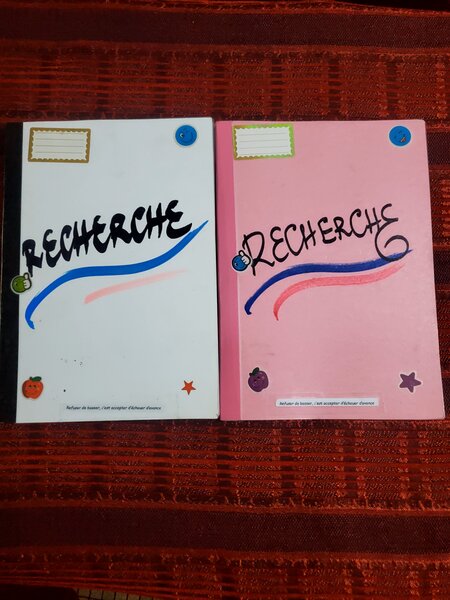 RECHERCHE
Refuser de bosser, c'est accepter d'échouer d'avance
RECHERCHE
Refuser de bosser, c'est accepter d'échouer d'avance